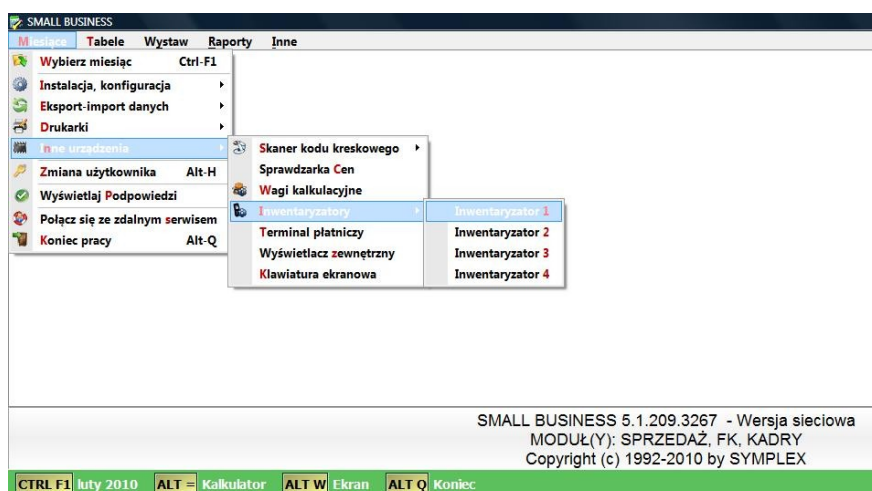 SMALL BUSINESS
Miesiące Tabele Wystaw Raporty Inne
Wybierz miesiąc Ctrl-F1
Instalacja, konfiguracja
Eksport-import danych
Drukarki
Inne urządzenia
Zmiana użytkownika Alt-H
Wyświetlaj Podpowiedzi
Połącz się ze zdalnym serwisem
Koniec pracy Alt-Q
Skaner kodu kreskowego
Sprawdzarka Cen
Wagi kalkulacyjne
Inwentaryzatory
Terminal płatniczy
Wyświetlacz zewnętrzny
Klawiatura ekranowa
Inwentaryzator 1
Inwentaryzator 2
Inwentaryzator 3
Inwentaryzator 4
SMALL BUSINESS 5.1.209.3267 - Wersja sieciowa
MODUŁ(Y): SPRZEDAŻ, FK, KADRY
Copyright (c) 1992-2010 by SYMPLEX
CTRL F1 luty 2010 ALT = Kalkulator ALT W Ekran ALT Q Koniec